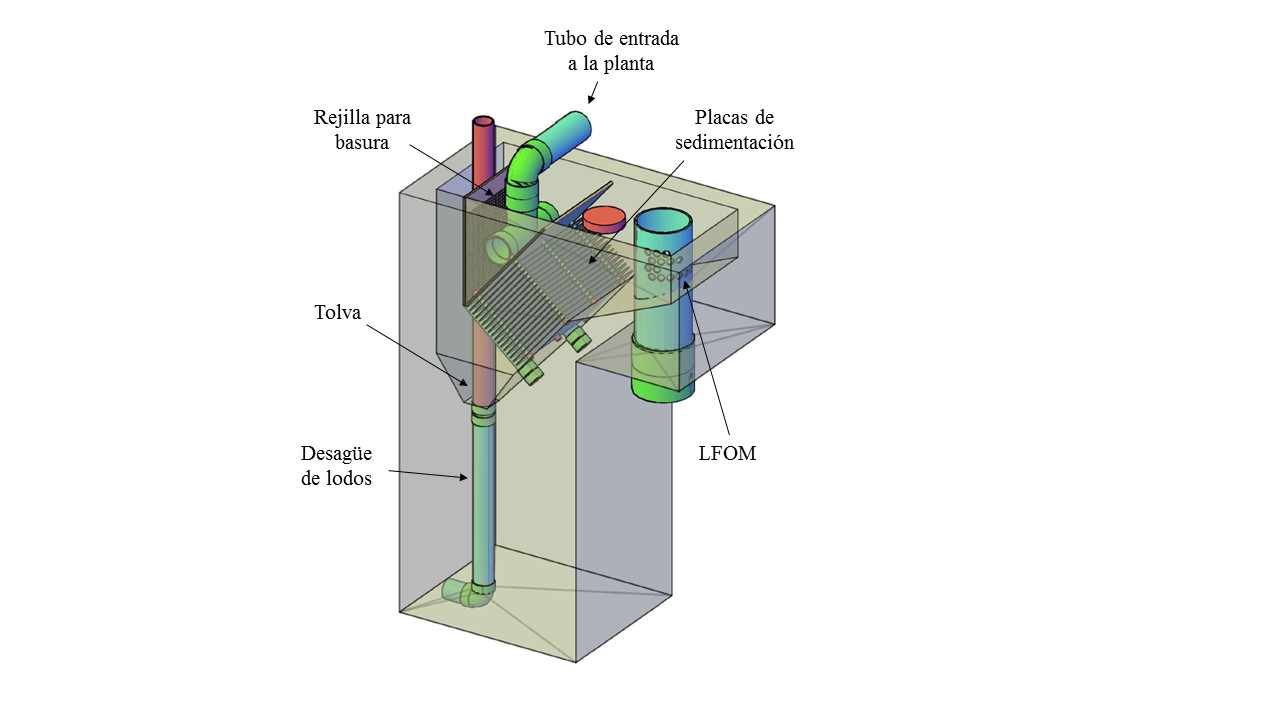 Tubo de entrada
a la planta
Rejilla para
basura
Placas de
sedimentación
Tolva
Desagüe
de lodos
LFOM